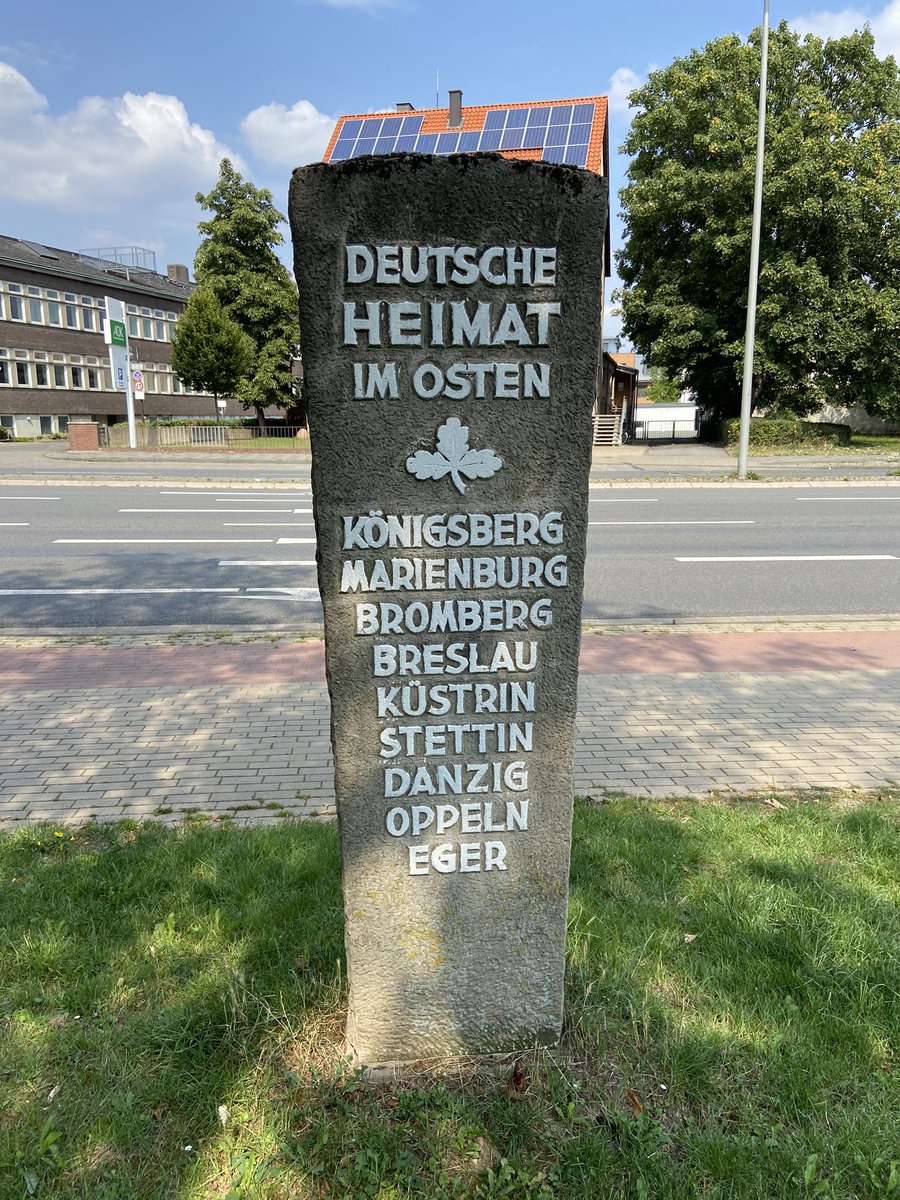 DEUTSCHE
HEIMAT
IM OSTEN
KÖNIGSBERG
MARIENBURG
BROMBERG
BRESLAU
KÜSTRIN
STETTIN
DANZIG
OPPELN
EGER